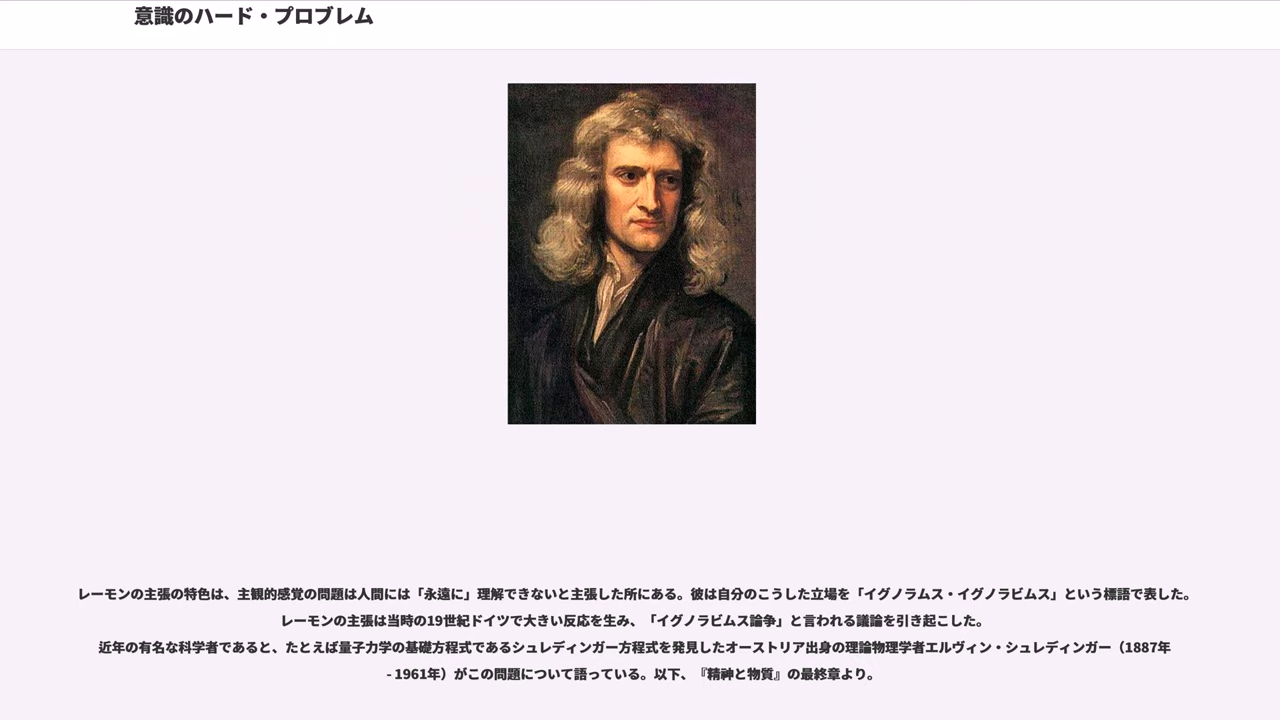 意識のハード・プロブレム
レーモンの主張の特色は、主観的感覚の問題は人間には「永遠に」理解できないと主張した所にある。彼は自分のこうした立場を「イグノラムス・イグノラビムス」という標語で表した。
レーモンの主張は当時の19世紀ドイツで大きい反応を生み、「イグノラビムス論争」と言われる議論を引き起こした。
近年の有名な科学者であると、たとえば量子力学の基礎方程式であるシュレディンガー方程式を発見したオーストリア出身の理論物理学者エルヴィン・シュレディンガー（1887年
- 1961年）がこの問題について語っている。以下、『精神と物質』の最終章より。